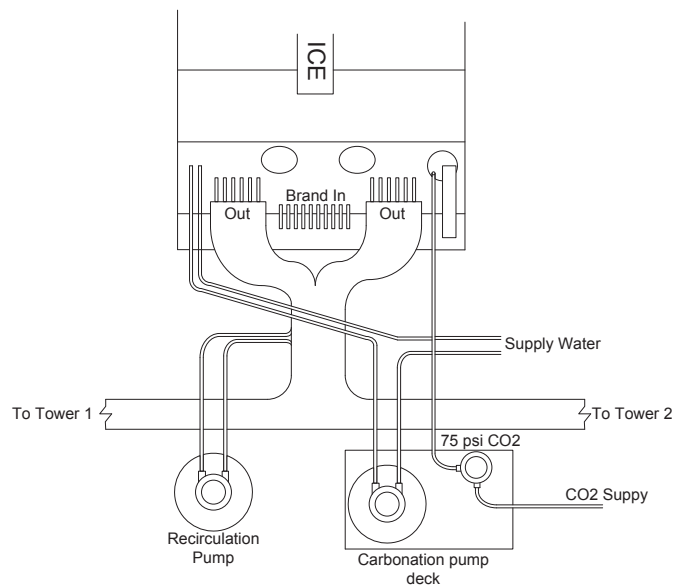 ICE
Brand In
Out
Out
Supply Water
To Tower 1
To Tower 2
75 psi CO2
CO2 Suppy
Recirculation
Pump
Carbonation pump
deck